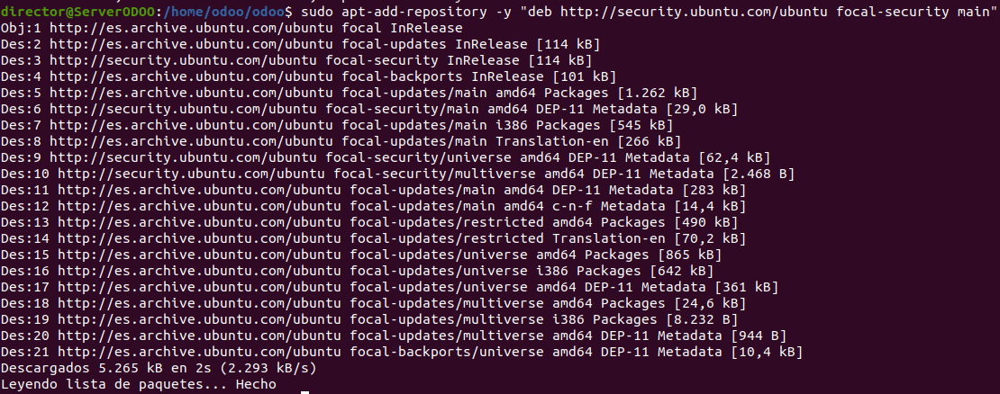 director@ServerODOO:/home/odoo/odoo$ sudo apt-add-repository -y "deb http://security.ubuntu.com/ubuntu focal-security main"
Obj:1 http://es.archive.ubuntu.com/ubuntu focal InRelease
Des:2 http://es.archive.ubuntu.com/ubuntu focal-updates InRelease [114 kB]
Des:3 http://security.ubuntu.com/ubuntu focal-security InRelease [114 kB]
Des:4 http://es.archive.ubuntu.com/ubuntu focal-backports InRelease [101 kB]
Des:5 http://es.archive.ubuntu.com/ubuntu focal-updates/main amd64 Packages [1.262 kB]
Des:6 http://security.ubuntu.com/ubuntu focal-security/main amd64 DEP-11 Metadata [29,0 kB]
Des:7 http://es.archive.ubuntu.com/ubuntu focal-updates/main i386 Packages [545 kB]
Des:8 http://es.archive.ubuntu.com/ubuntu focal-updates/main Translation-en [266 kB]
Des:9 http://security.ubuntu.com/ubuntu focal-security/universe amd64 DEP-11 Metadata [62,4 kB]
Des:10 http://security.ubuntu.com/ubuntu focal-security/multiverse amd64 DEP-11 Metadata [2.468 B]
Des:11 http://es.archive.ubuntu.com/ubuntu focal-updates/main amd64 DEP-11 Metadata [283 kB]
Des:12 http://es.archive.ubuntu.com/ubuntu focal-updates/main amd64 c-n-f Metadata [14,4 kB]
Des:13 http://es.archive.ubuntu.com/ubuntu focal-updates/restricted amd64 Packages [490 kB]
Des:14 http://es.archive.ubuntu.com/ubuntu focal-updates/restricted Translation-en [70,2 kB]
Des:15 http://es.archive.ubuntu.com/ubuntu focal-updates/universe amd64 Packages [865 kB]
Des:16 http://es.archive.ubuntu.com/ubuntu focal-updates/universe i386 Packages [642 kB]
Des:17 http://es.archive.ubuntu.com/ubuntu focal-updates/universe amd64 DEP-11 Metadata [361 kB]
Des:18 http://es.archive.ubuntu.com/ubuntu focal-updates/multiverse amd64 Packages [24,6 kB]
Des:19 http://es.archive.ubuntu.com/ubuntu focal-updates/multiverse i386 Packages [8.232 B]
Des:20 http://es.archive.ubuntu.com/ubuntu focal-updates/multiverse amd64 DEP-11 Metadata [944 B]
Des:21 http://es.archive.ubuntu.com/ubuntu focal-backports/universe amd64 DEP-11 Metadata [10,4 kB]
Descargados 5.265 kB en 2s (2.293 kB/s)
Leyendo lista de paquetes... Hecho